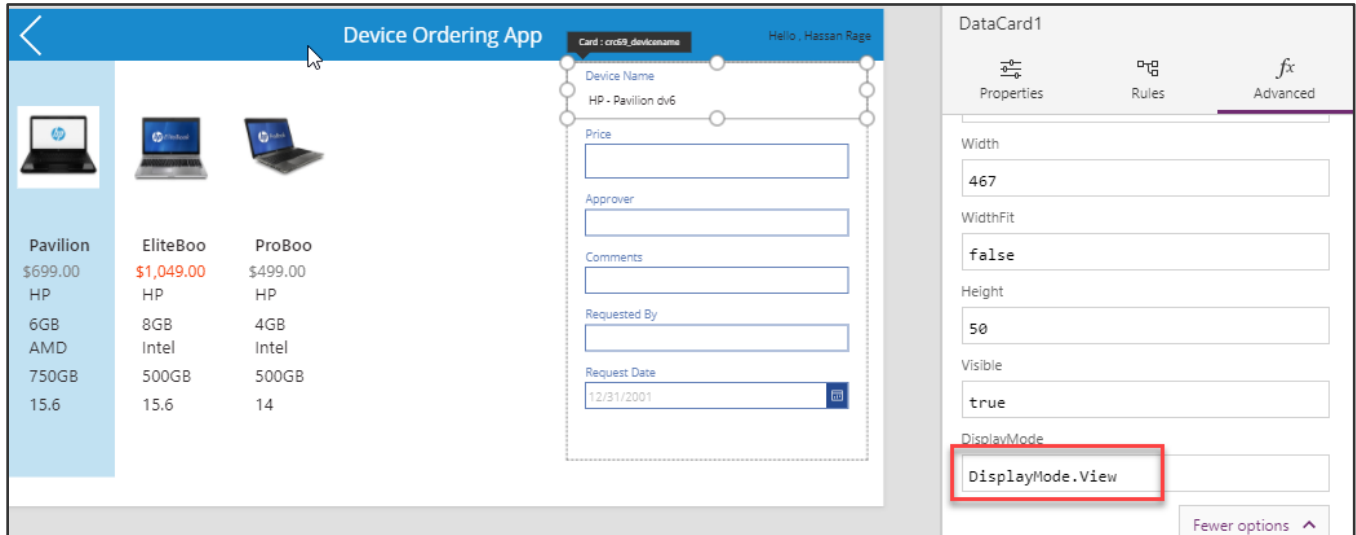 Device Ordering App
Hello , Hassan Rage
Card : crc69_devicename
Device Name
HP - Pavilion dv6
Price
Approver
Comments
Requested By
Request Date
12/31/2001
Pavilion EliteBoo ProBoo
$699.00 $1,049.00 $499.00
HP HP HP
6GB 8GB 4GB
AMD Intel Intel
750GB 500GB 500GB
15.6 15.6 14
DataCard1
Properties Rules fx Advanced
Width
467
WidthFit
false
Height
50
Visible
true
DisplayMode
DisplayMode.View
Fewer options